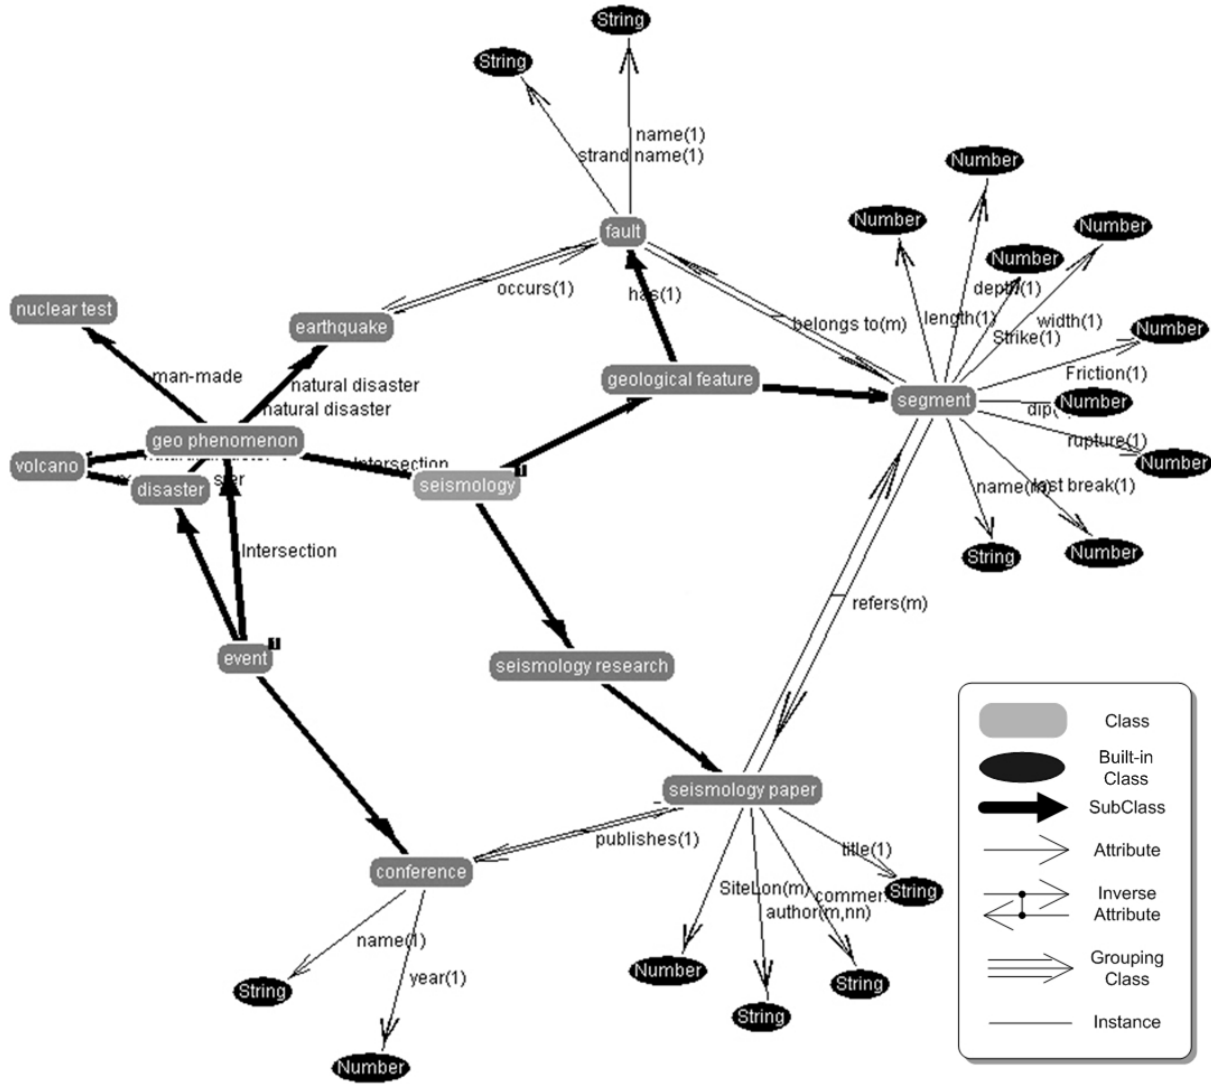 String
String
name(1)
strand name(1)
Number
Number
Number
Number
fault
occurs(1)
has(1)
depth(1)
length(1)
width(1)
Strike(1)
belongs to(m)
nuclear test
earthquake
Number
man-made
natural disaster
natural disaster
geological feature
Friction(1)
segment
Number
geo phenomenon
rupture(1)
volcano
Intersection
seismology
1
Number
disaster
name(m)
last break(1)
Intersection
String
Number
refers(m)
event
1
seismology research
seismology paper
publishes(1)
title(1)
conference
SiteLon(m)
String
author(m,nn)
name(1)
year(1)
Number
String
String
String
Number
Class
Built-in
Class
SubClass
Attribute
Inverse
Attribute
Grouping
Class
Instance